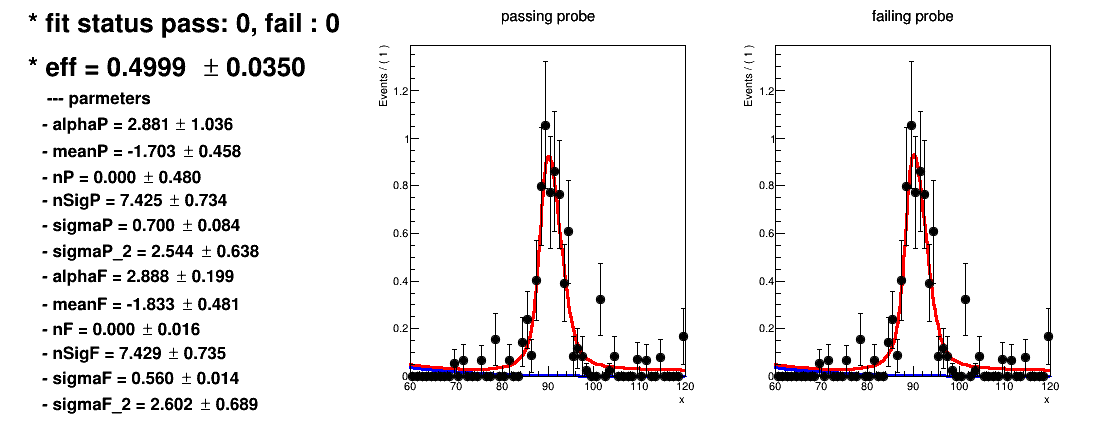 * fit status pass: 0, fail : 0
* eff = 0.4999 ± 0.0350
--- parmeters
- alphaP = 2.881 ± 1.036
- meanP = -1.703 ± 0.458
- nP = 0.000 ± 0.480
- nSigP = 7.425 ± 0.734
- sigmaP = 0.700 ± 0.084
- sigmaP_2 = 2.544 ± 0.638
- alphaF = 2.888 ± 0.199
- meanF = -1.833 ± 0.481
- nF = 0.000 ± 0.016
- nSigF = 7.429 ± 0.735
- sigmaF = 0.560 ± 0.014
- sigmaF_2 = 2.602 ± 0.689
passing probe
Events / ( 1 )
1.2
1
0.8
0.6
0.4
0.2
0
60 70 80 90 100 110 120
x
failing probe
Events / ( 1 )
1.2
1
0.8
0.6
0.4
0.2
0
60 70 80 90 100 110 120
x